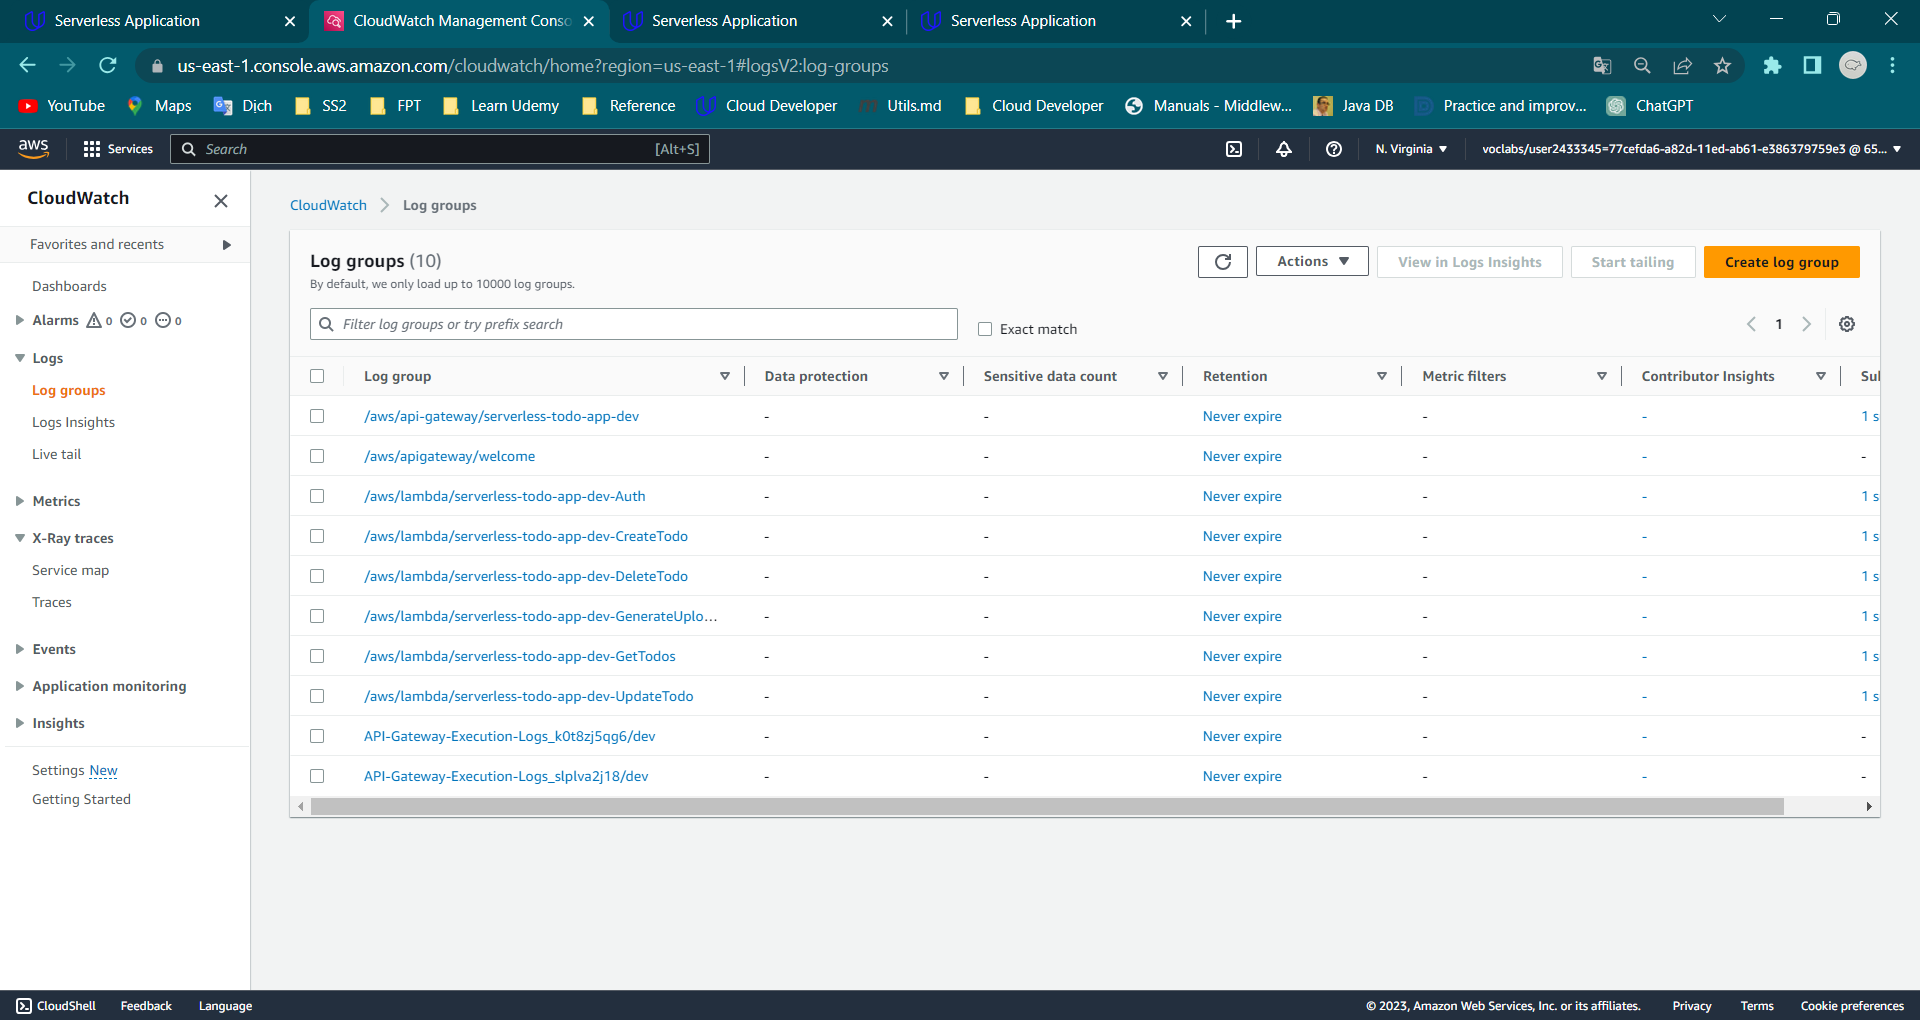 Serverless Application
CloudWatch Management Conso
Serverless Application
Serverless Application
us-east-1.console.aws.amazon.com/cloudwatch/home?region=us-east-1#logsV2:log-groups
YouTube Maps Dịch SS2 FPT Learn Udemy Reference Cloud Developer Utils.md Cloud Developer Manuals - Middlew... Java DB Practice and improv... ChatGPT
aws Services Search [Alt+S] N. Virginia voclabs/user2433345=77cefda6-a82d-11ed-ab61-e386379759e3 @ 65...
CloudWatch
Favorites and recents
Dashboards
Alarms 0 0 0
Logs
Log groups
Logs Insights
Live tail
Metrics
X-Ray traces
Service map
Traces
Events
Application monitoring
Insights
Settings New
Getting Started
CloudWatch Log groups
Log groups (10)
By default, we only load up to 10000 log groups.
Actions View in Logs Insights Start tailing Create log group
Filter log groups or try prefix search Exact match 1
Log group Data protection Sensitive data count Retention Metric filters Contributor Insights Sul
/aws/api-gateway/serverless-todo-app-dev - - Never expire - - 1 s
/aws/apigateway/welcome - - Never expire - - -
/aws/lambda/serverless-todo-app-dev-Auth - - Never expire - - 1 s
/aws/lambda/serverless-todo-app-dev-CreateTodo - - Never expire - - 1 s
/aws/lambda/serverless-todo-app-dev-DeleteTodo - - Never expire - - 1 s
/aws/lambda/serverless-todo-app-dev-GenerateUplo... - - Never expire - - 1 s
/aws/lambda/serverless-todo-app-dev-GetTodos - - Never expire - - 1 s
/aws/lambda/serverless-todo-app-dev-UpdateTodo - - Never expire - - 1 s
API-Gateway-Execution-Logs_k0t8zj5qg6/dev - - Never expire - - -
API-Gateway-Execution-Logs_slplva2j18/dev - - Never expire - - -
CloudShell Feedback Language © 2023, Amazon Web Services, Inc. or its affiliates. Privacy Terms Cookie preferences